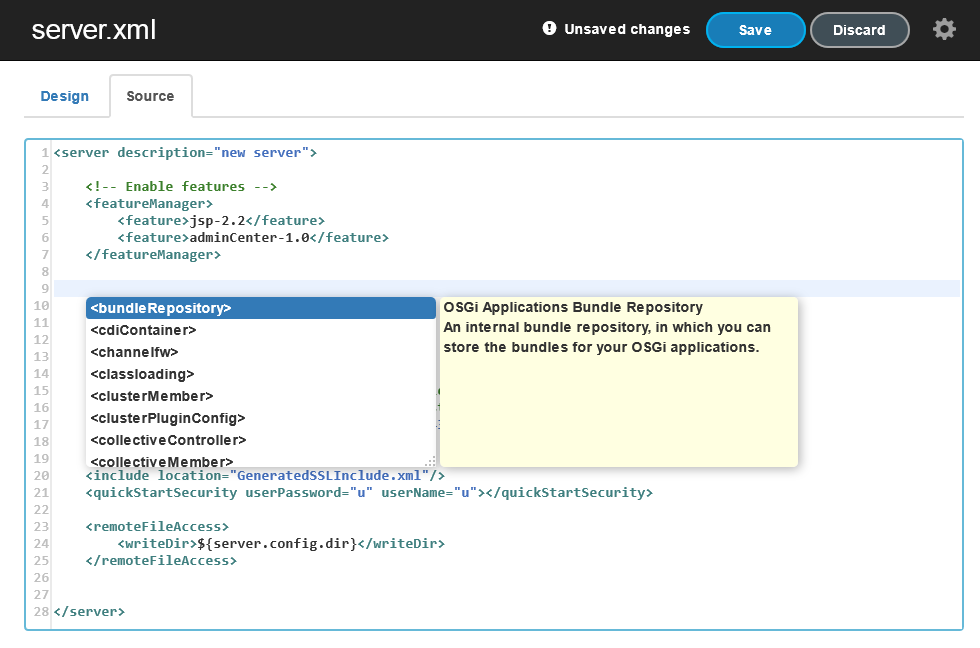 server.xml
Unsaved changes
Save
Discard
Design
Source
1 <server description="new server">
2
3 <!-- Enable features -->
4 <featureManager>
5 <feature>jsp-2.2</feature>
6 <feature>adminCenter-1.0</feature>
7 </featureManager>
8
9
10
11
12
13
14
15
16
17
18
19
<bundleRepository>
<cdiContainer>
<channelfw>
<classloading>
<clusterMember>
<clusterPluginConfig>
<collectiveController>
<collectiveMember>
OSGi Applications Bundle Repository
An internal bundle repository, in which you can
store the bundles for your OSGi applications.
20 <include location="GeneratedSSLInclude.xml"/>
21 <quickStartSecurity userPassword="u" userName="u"></quickStartSecurity>
22
23 <remoteFileAccess>
24 <writeDir>${server.config.dir}</writeDir>
25 </remoteFileAccess>
26
27
28 </server>